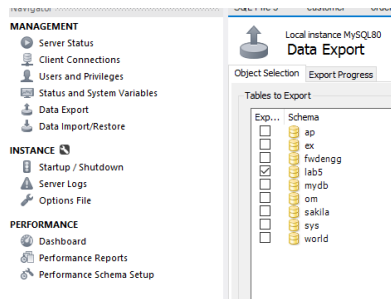 Navigator
MANAGEMENT
Server Status
Client Connections
Users and Privileges
Status and System Variables
Data Export
Data Import/Restore
INSTANCE
Startup / Shutdown
Server Logs
Options File
PERFORMANCE
Dashboard
Performance Reports
Performance Schema Setup
Local instance MySQL80
Data Export
Object Selection
Export Progress
Tables to Export
Exp...
Schema
ap
ex
fwdengg
lab5
mydb
om
sakila
sys
world